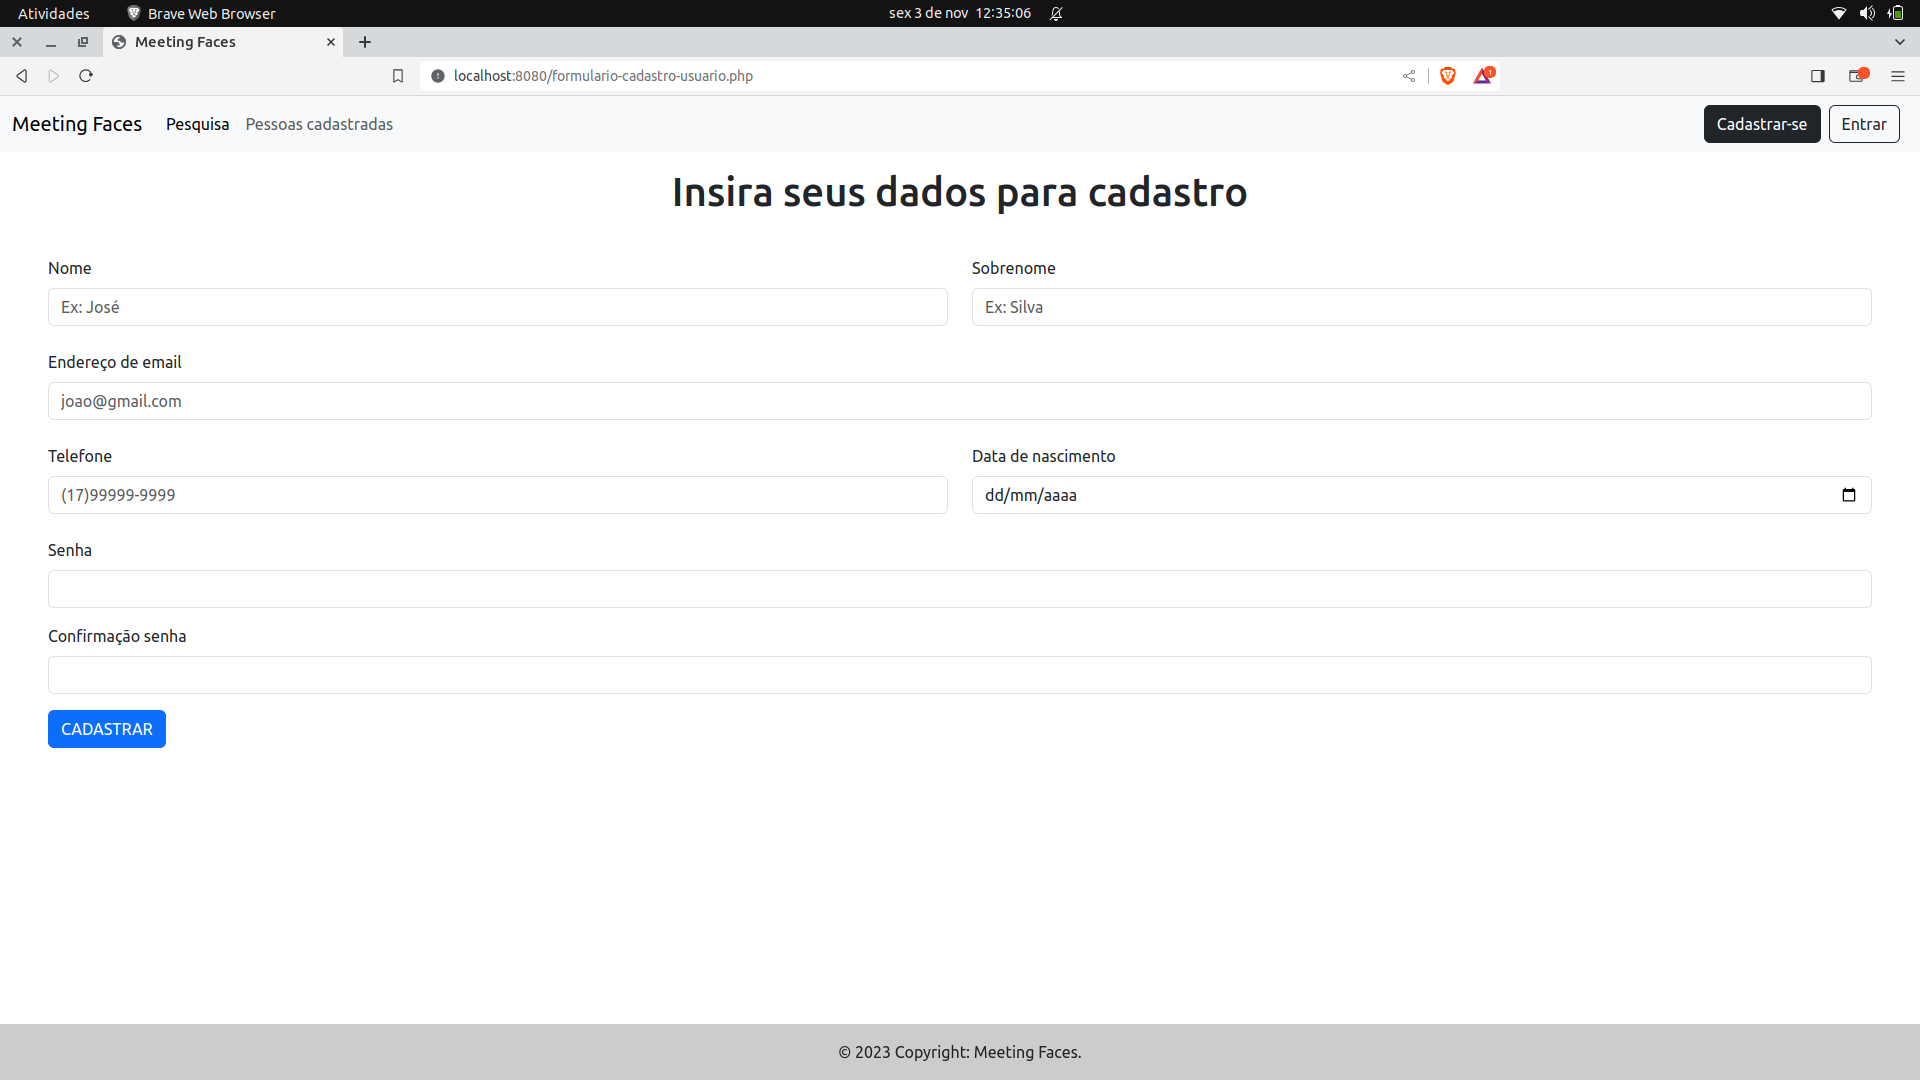 Atividades Brave Web Browser sex 3 de nov 12:35:06
Meeting Faces
localhost:8080/formulario-cadastro-usuario.php 1
Meeting Faces Pesquisa Pessoas cadastradas Cadastrar-se Entrar
Insira seus dados para cadastro
Nome Sobrenome
Ex: José Ex: Silva
Endereço de email
joao@gmail.com
Telefone Data de nascimento
(17)99999-9999 dd/mm/aaaa
Senha
Confirmação senha
CADASTRAR
© 2023 Copyright: Meeting Faces.